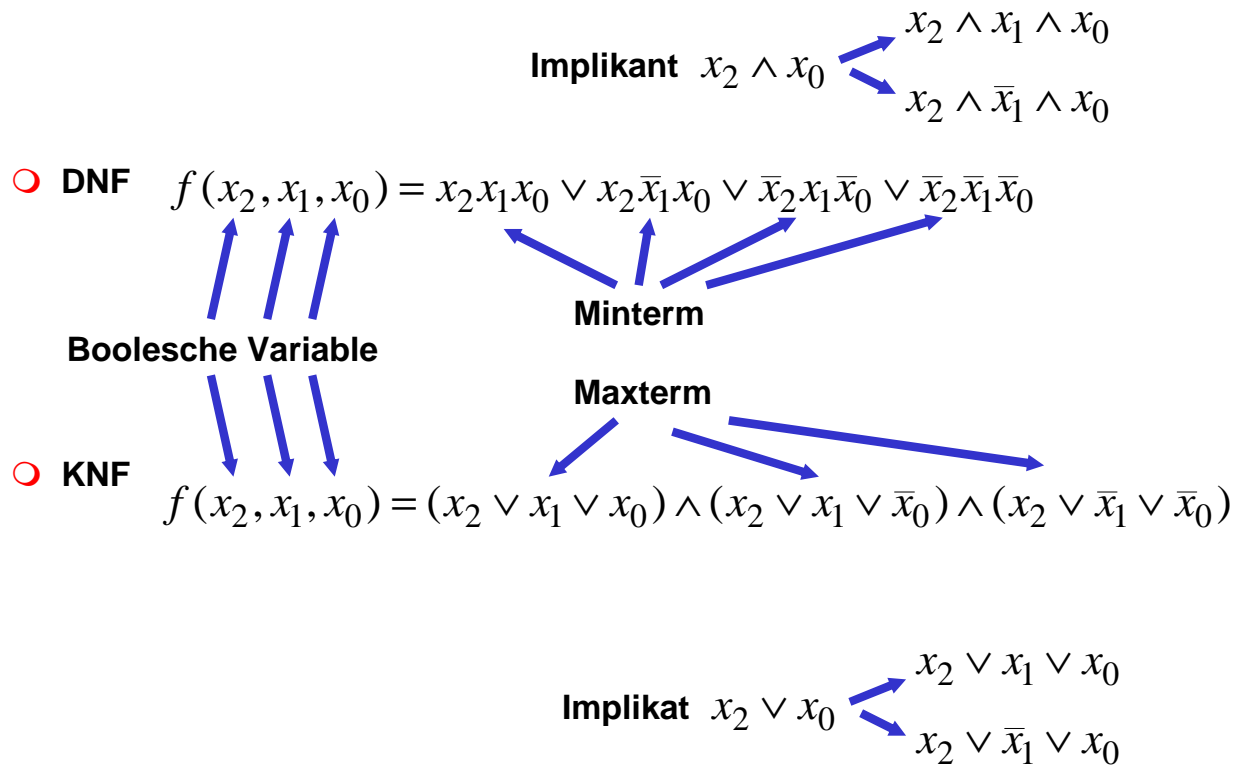 x₂ ∧ x₁ ∧ x₀
Implikant x₂ ∧ x₀
x₂ ∧ x̅₁ ∧ x₀
DNF f(x₂, x₁, x₀) = x₂x₁x₀ ∨ x₂x̅₁x₀ ∨ x̅₂x₁x̅₀ ∨ x̅₂x̅₁x̅₀
Minterm
Boolesche Variable
Maxterm
KNF f(x₂, x₁, x₀) = (x₂ ∨ x₁ ∨ x₀) ∧ (x₂ ∨ x₁ ∨ x̅₀) ∧ (x₂ ∨ x̅₁ ∨ x̅₀)
x₂ ∨ x₁ ∨ x₀
Implikat x₂ ∨ x₀
x₂ ∨ x̅₁ ∨ x₀